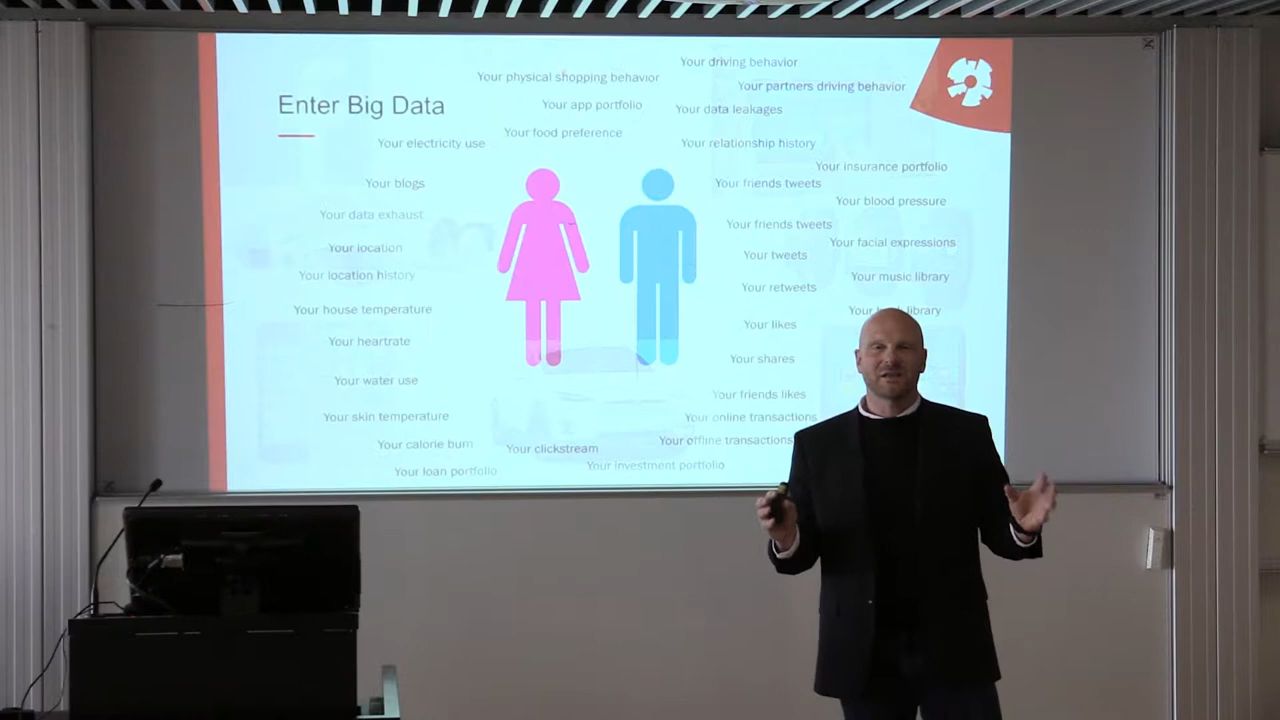 Enter Big Data
Your physical shopping behavior
Your app portfolio
Your food preference
Your electricity use
Your blogs
Your data exhaust
Your location
Your location history
Your house temperature
Your heartrate
Your water use
Your skin temperature
Your calorie burn
Your loan portfolio
Your clickstream
Your investment portfolio
Your driving behavior
Your partners driving behavior
Your data leakages
Your relationship history
Your insurance portfolio
Your friends tweets
Your blood pressure
Your friends tweets
Your facial expressions
Your tweets
Your music library
Your retweets
library
Your likes
Your shares
Your friends likes
Your online transactions
Your offline transactions